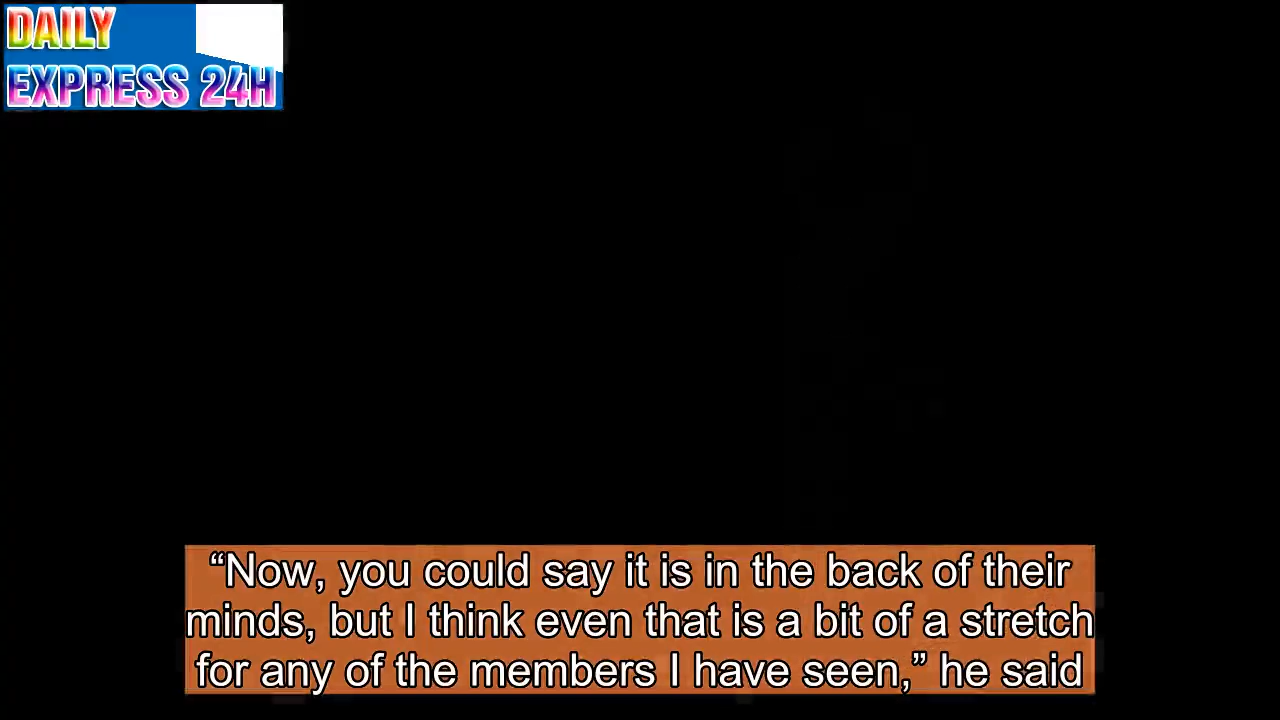 DAILY
EXPRESS 24H
“Now, you could say it is in the back of their
minds, but I think even that is a bit of a stretch
for any of the members I have seen,” he said